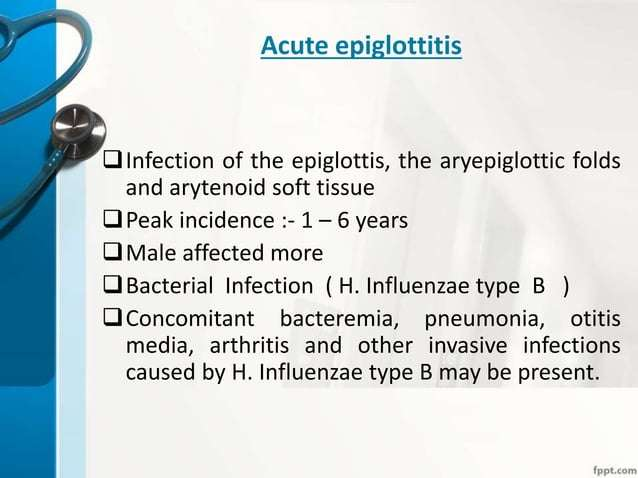 Acute epiglottitis
❑Infection of the epiglottis, the aryepiglottic folds
and arytenoid soft tissue
❑Peak incidence :- 1 – 6 years
❑Male affected more
❑Bacterial Infection ( H. Influenzae type B )
❑Concomitant bacteremia, pneumonia, otitis
media, arthritis and other invasive infections
caused by H. Influenzae type B may be present.
fppt.com